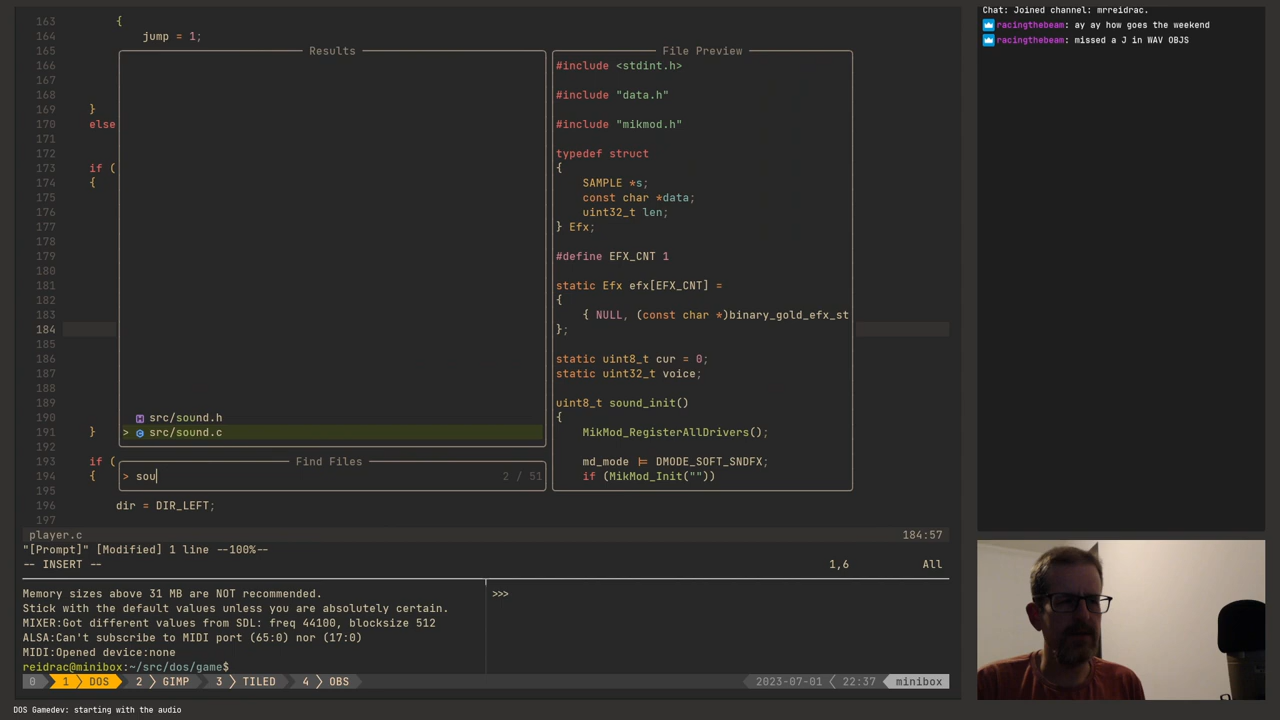 163 {
164 jump = 1;
165
166
167
168
169 }
170 else
171
172
173 if (
174 {
175
176
177
178
179
180
181
182
183
184
185
186
187
188
189
190
191 }
192
193 if (
194 {
195
196 dir = DIR_LEFT;
197
Results
src/sound.h
> src/sound.c
Find Files
> sou 2 / 51
File Preview
#include <stdint.h>
#include "data.h"
#include "mikmod.h"
typedef struct
{
SAMPLE *s;
const char *data;
uint32_t len;
} Efx;
#define EFX_CNT 1
static Efx efx[EFX_CNT] =
{
{ NULL, (const char *)binary_gold_efx_st
};
static uint8_t cur = 0;
static uint32_t voice;
uint8_t sound_init()
{
MikMod_RegisterAllDrivers();
md_mode |= DMODE_SOFT_SNDFX;
if (MikMod_Init(""))
player.c 184:57
"[Prompt]" [Modified] 1 line --100%--
-- INSERT -- 1,6 All
Memory sizes above 31 MB are NOT recommended.
Stick with the default values unless you are absolutely certain.
MIXER:Got different values from SDL: freq 44100, blocksize 512
ALSA:Can't subscribe to MIDI port (65:0) nor (17:0)
MIDI:Opened device:none
reidrac@minibox:~/src/dos/game$
>>>
0 1 DOS 2 GIMP 3 TILED 4 OBS 2023-07-01 22:37 minibox
DOS Gamedev: starting with the audio
Chat: Joined channel: mrreidrac.
racingthebeam: ay ay how goes the weekend
racingthebeam: missed a J in WAV OBJS